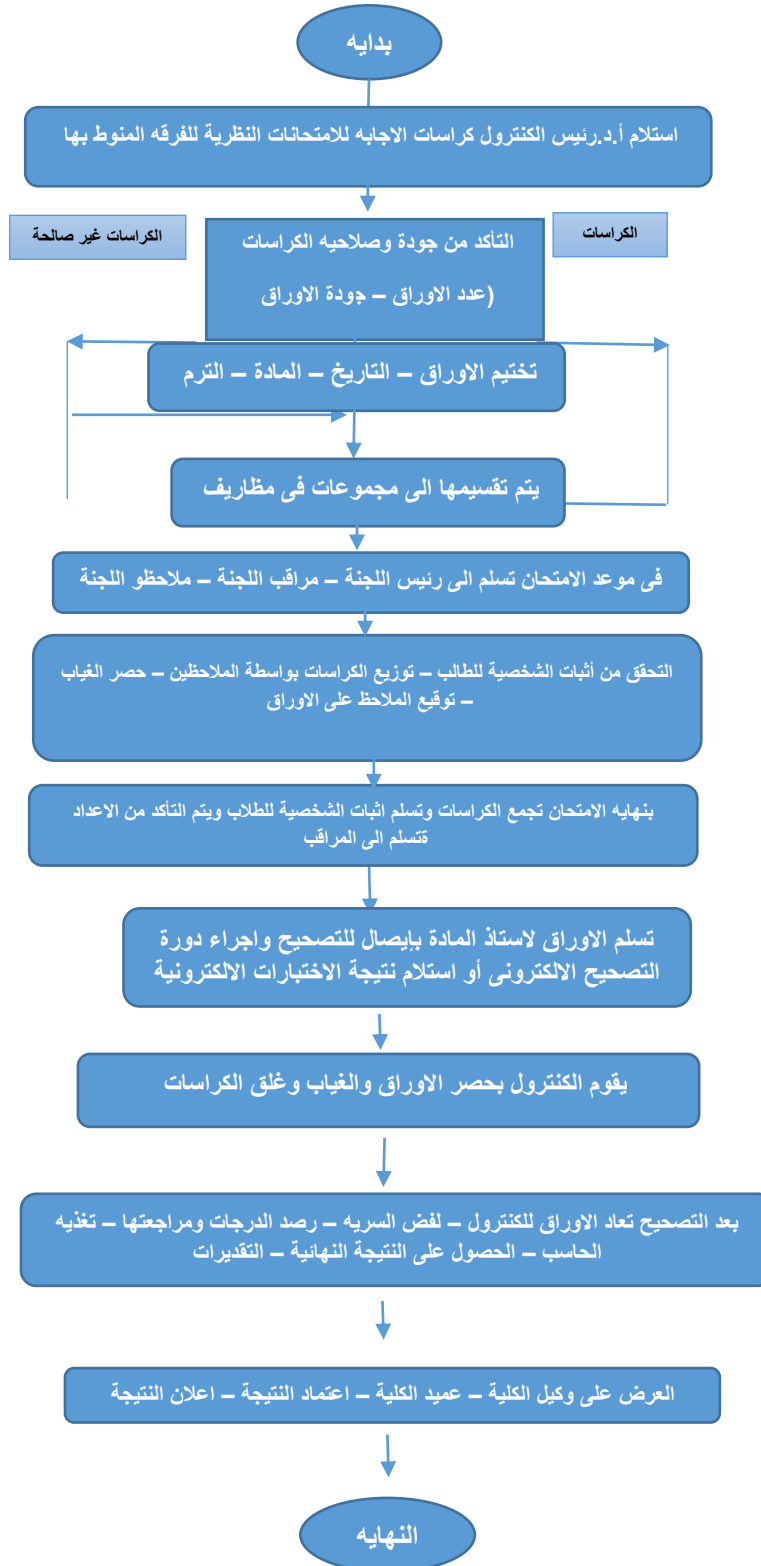 بدايه
استلام أ.د.رئيس الكنترول كراسات الاجابه للامتحانات النظرية للفرقه المنوط بها
الكراسات
التأكد من جودة وصلاحيه الكراسات
(عدد الاوراق – جودة الاوراق
الكراسات غير صالحة
تختيم الاوراق – التاريخ – المادة – الترم
يتم تقسيمها الى مجموعات فى مظاريف
فى موعد الامتحان تسلم الى رئيس اللجنة – مراقب اللجنة – ملاحظو اللجنة
التحقق من أثبات الشخصية للطالب – توزيع الكراسات بواسطة الملاحظين – حصر الغياب
– توقيع الملاحظ على الاوراق
بنهايه الامتحان تجمع الكراسات وتسلم اثبات الشخصية للطلاب ويتم التأكد من الاعداد
ةتسلم الى المراقب
تسلم الاوراق لاستاذ المادة بإيصال للتصحيح واجراء دورة
التصحيح الالكترونى أو استلام نتيجة الاختبارات الالكترونية
يقوم الكنترول بحصر الاوراق والغياب وغلق الكراسات
بعد التصحيح تعاد الاوراق للكنترول – لفض السريه – رصد الدرجات ومراجعتها – تغذيه
الحاسب – الحصول على النتيجة النهائية – التقديرات
العرض على وكيل الكلية – عميد الكلية – اعتماد النتيجة – اعلان النتيجة
النهايه